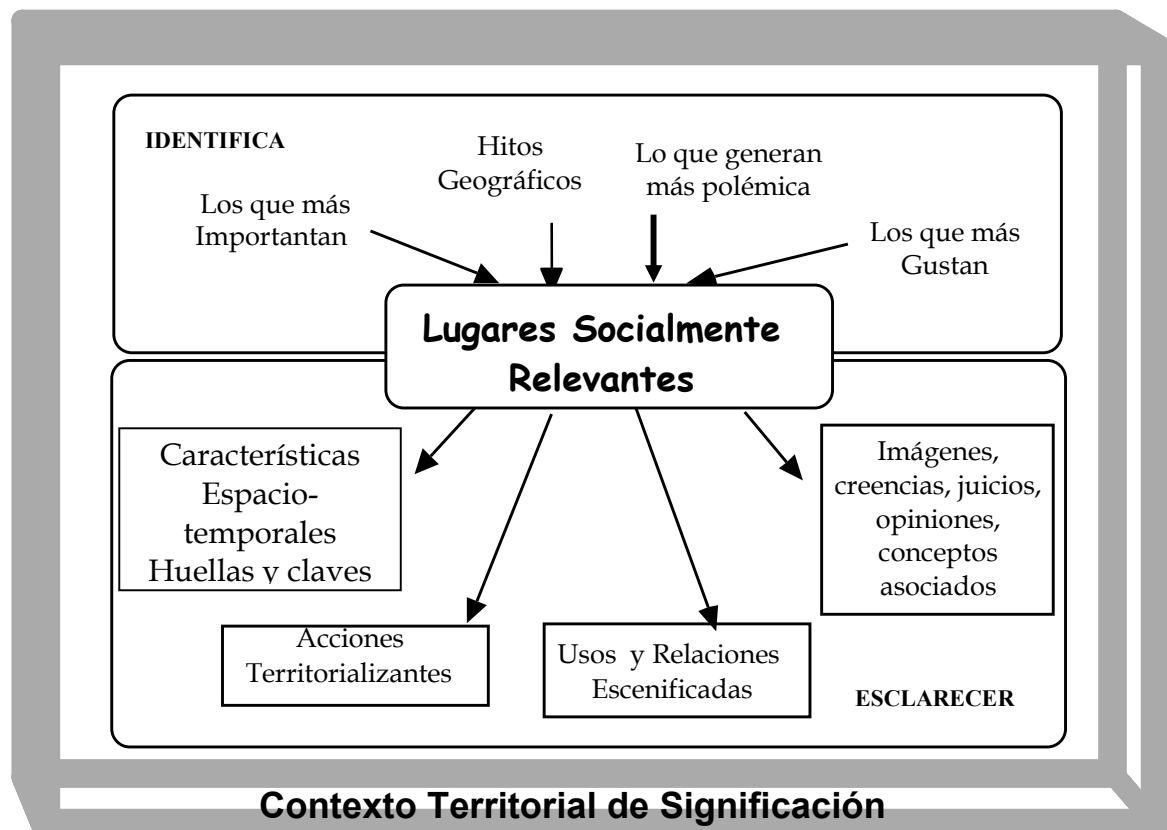 IDENTIFICA
Hitos
Geográficos
Lo que generan
más polémica
Los que más
Importantan
Los que más
Gustan
Lugares Socialmente
Relevantes
Características
Espacio-
temporales
Huellas y claves
Imágenes,
creencias, juicios,
opiniones,
conceptos
asociados
Acciones
Territorializantes
Usos y Relaciones
Escenificadas
ESCLARECER
Contexto Territorial de Significación